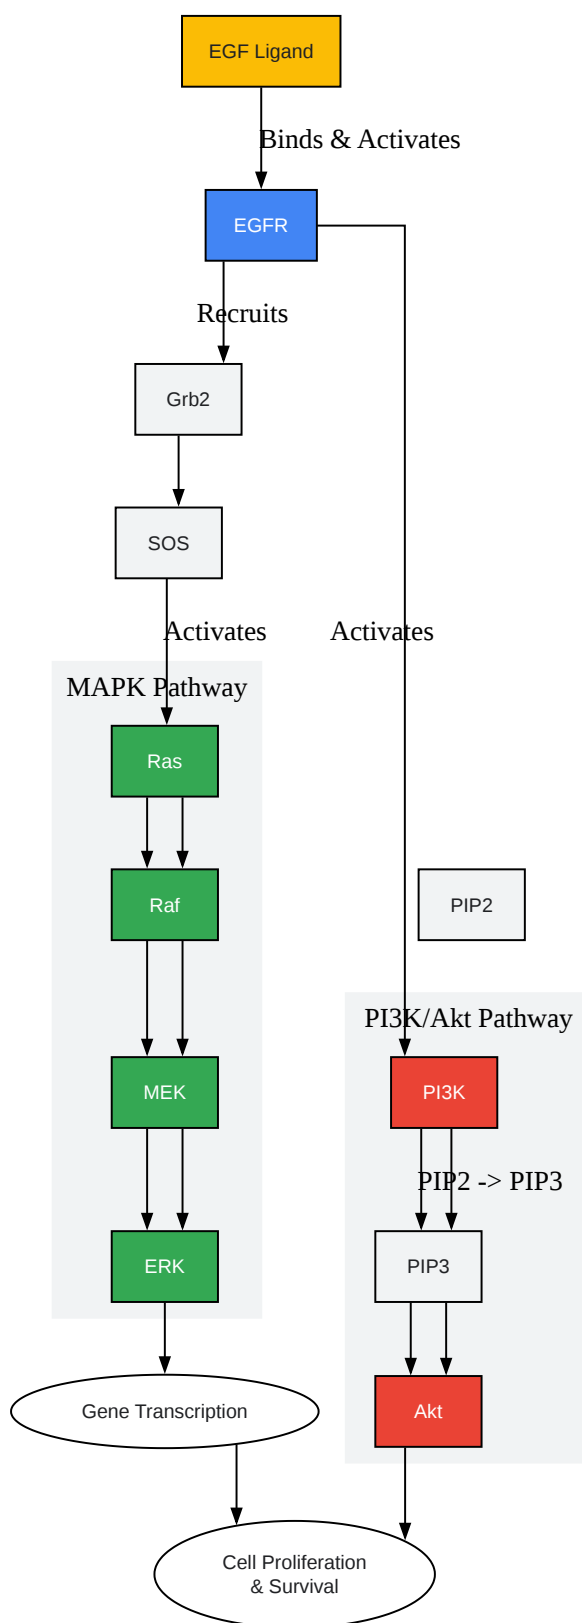 EGF Ligand
Binds & Activates
EGFR
Recruits
Grb2
SOS
Activates
Activates
MAPK Pathway
Ras
Raf
PIP2
PI3K/Akt Pathway
MEK
PI3K
PIP2 -> PIP3
ERK
PIP3
Gene Transcription
Akt
Cell Proliferation
& Survival